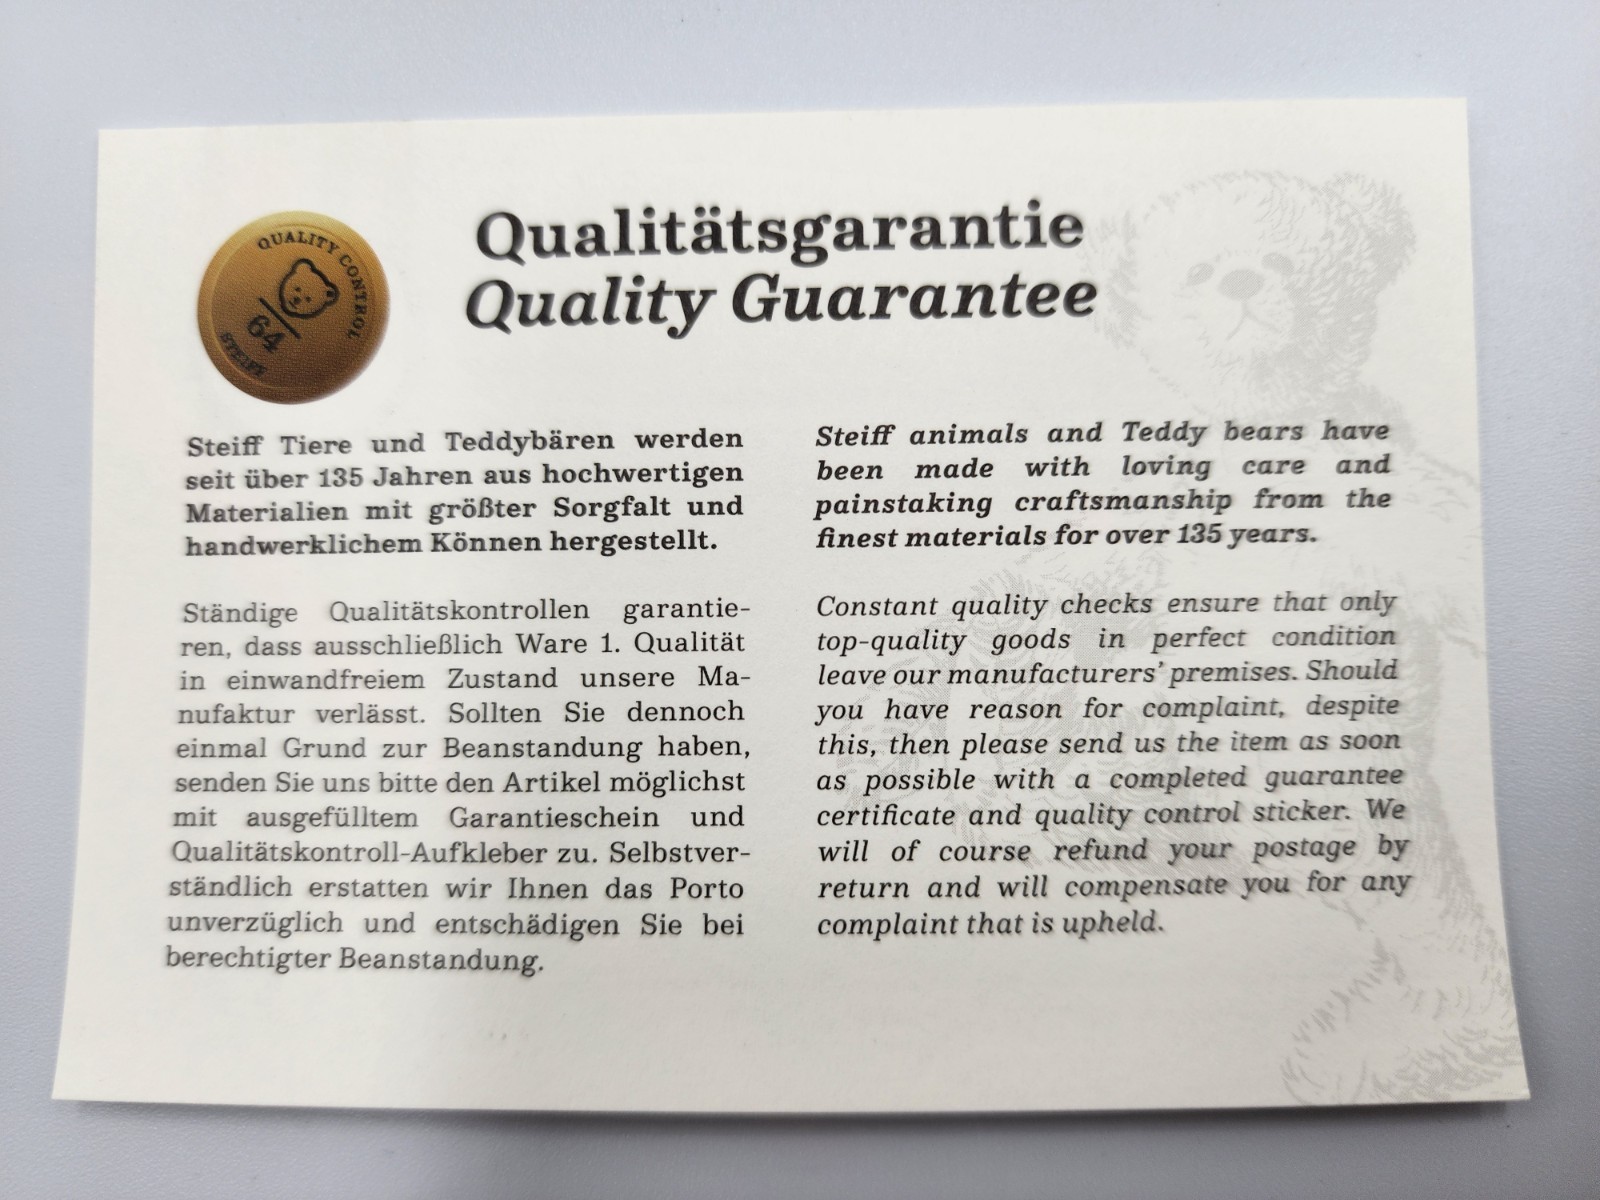 QUALITY CONTROL
64
STEIFF
Qualitätsgarantie
Quality Guarantee
Steiff Tiere und Teddybären werden
seit über 135 Jahren aus hochwertigen
Materialien mit größter Sorgfalt und
handwerklichem Können hergestellt.
Ständige Qualitätskontrollen garantie-
ren, dass ausschließlich Ware 1. Qualität
in einwandfreiem Zustand unsere Ma-
nufaktur verlässt. Sollten Sie dennoch
einmal Grund zur Beanstandung haben,
senden Sie uns bitte den Artikel möglichst
mit ausgefülltem Garantieschein und
Qualitätskontroll-Aufkleber zu. Selbstver-
ständlich erstatten wir Ihnen das Porto
unverzüglich und entschädigen Sie bei
berechtigter Beanstandung.
Steiff animals and Teddy bears have
been made with loving care and
painstaking craftsmanship from the
finest materials for over 135 years.
Constant quality checks ensure that only
top-quality goods in perfect condition
leave our manufacturers' premises. Should
you have reason for complaint, despite
this, then please send us the item as soon
as possible with a completed guarantee
certificate and quality control sticker. We
will of course refund your postage by
return and will compensate you for any
complaint that is upheld.